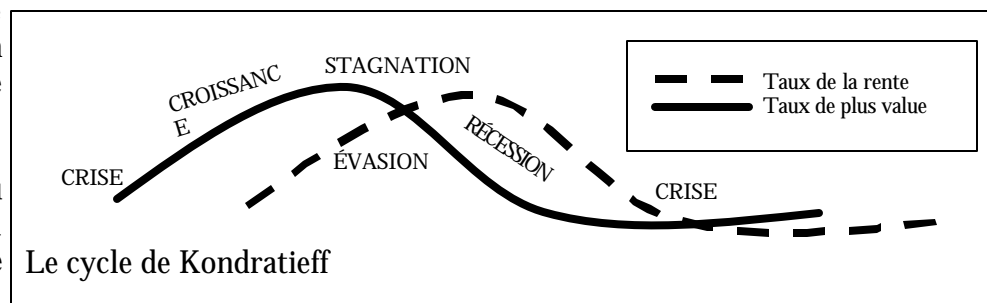 STAGNATION
CROISSANC
E
Taux de la rente
Taux de plus value
RÉCESSION
ÉVASION
CRISE
CRISE
Le cycle de Kondratieff